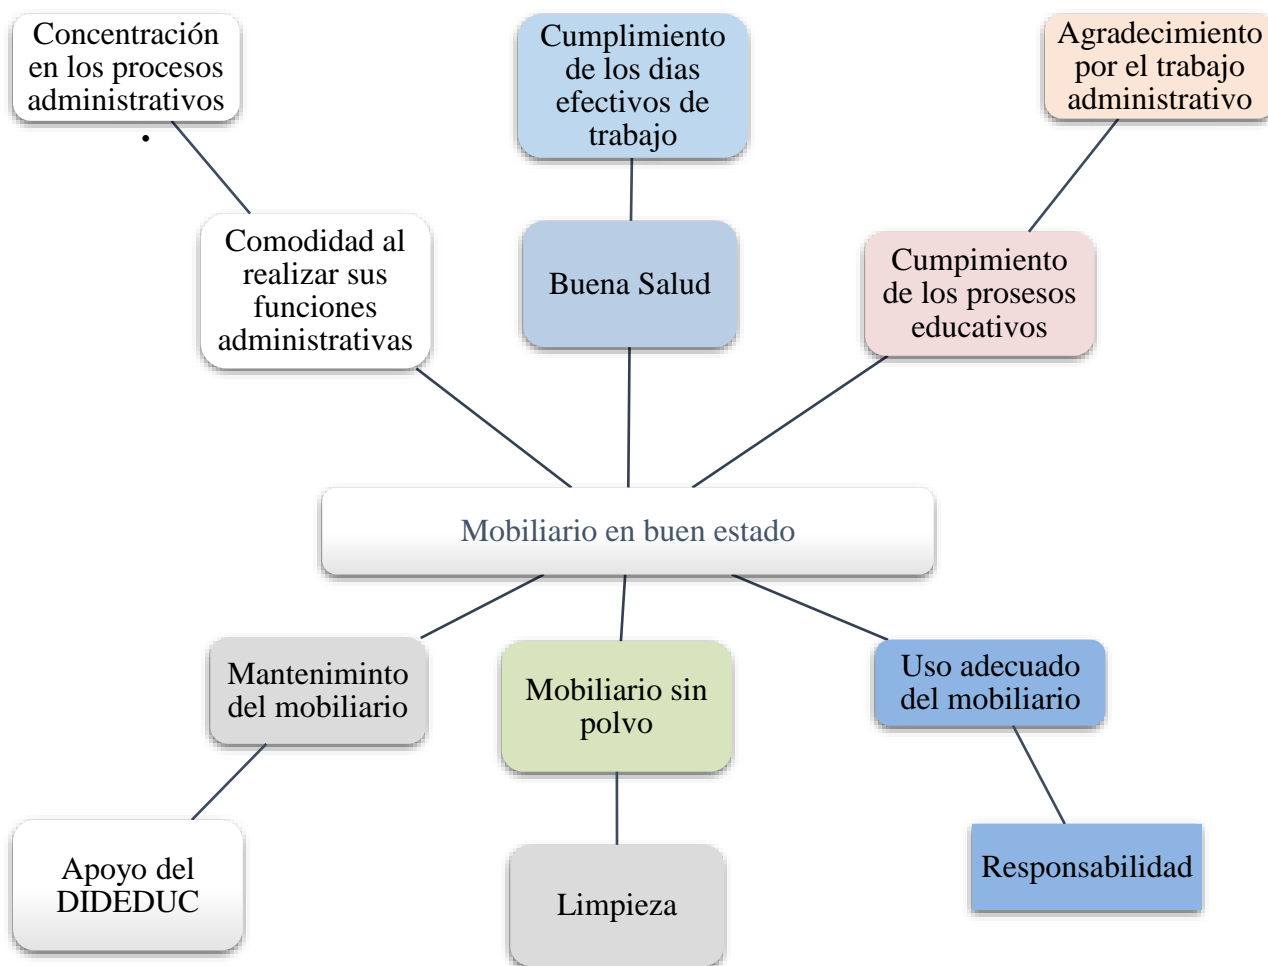 Concentración
en los procesos
administrativos
•
Cumplimiento
de los dias
efectivos de
trabajo
Agradecimiento
por el trabajo
administrativo
Comodidad al
realizar sus
funciones
administrativas
Buena Salud
Cumpimiento
de los prosesos
educativos
Mobiliario en buen estado
Manteniminto
del mobiliario
Mobiliario sin
polvo
Uso adecuado
del mobiliario
Apoyo del
DIDEDUC
Limpieza
Responsabilidad